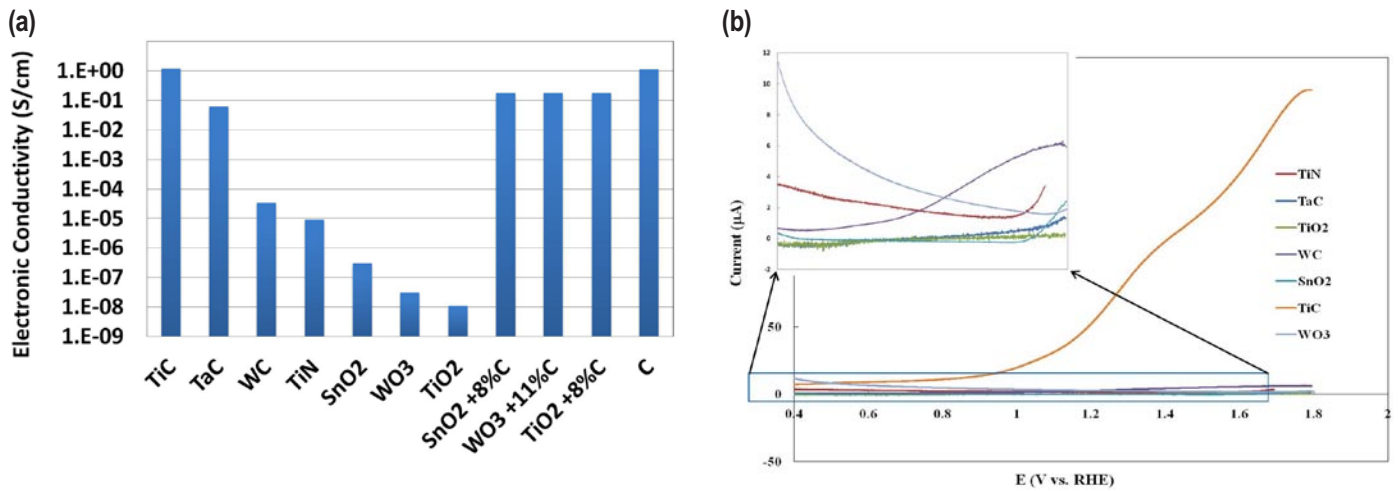 (a)
Electronic Conductivity (S/cm)
1.E+00
1.E-01
1.E-02
1.E-03
1.E-04
1.E-05
1.E-06
1.E-07
1.E-08
1.E-09
TiC
TaC
WC
TiN
SnO2
WO3
TiO2
SnO2 +8%C
WO3 +11%C
TiO2 +8%C
C
(b)
Current (µA)
12
10
8
6
4
2
0
-2
50
0
-50
0.4
0.6
0.8
1
1.2
1.4
1.6
1.8
2
E (V vs. RHE)
TiN
TaC
TiO2
WC
SnO2
TiC
WO3